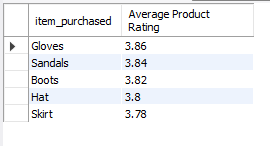 item_purchased Average Product
Rating
Gloves 3.86
Sandals 3.84
Boots 3.82
Hat 3.8
Skirt 3.78